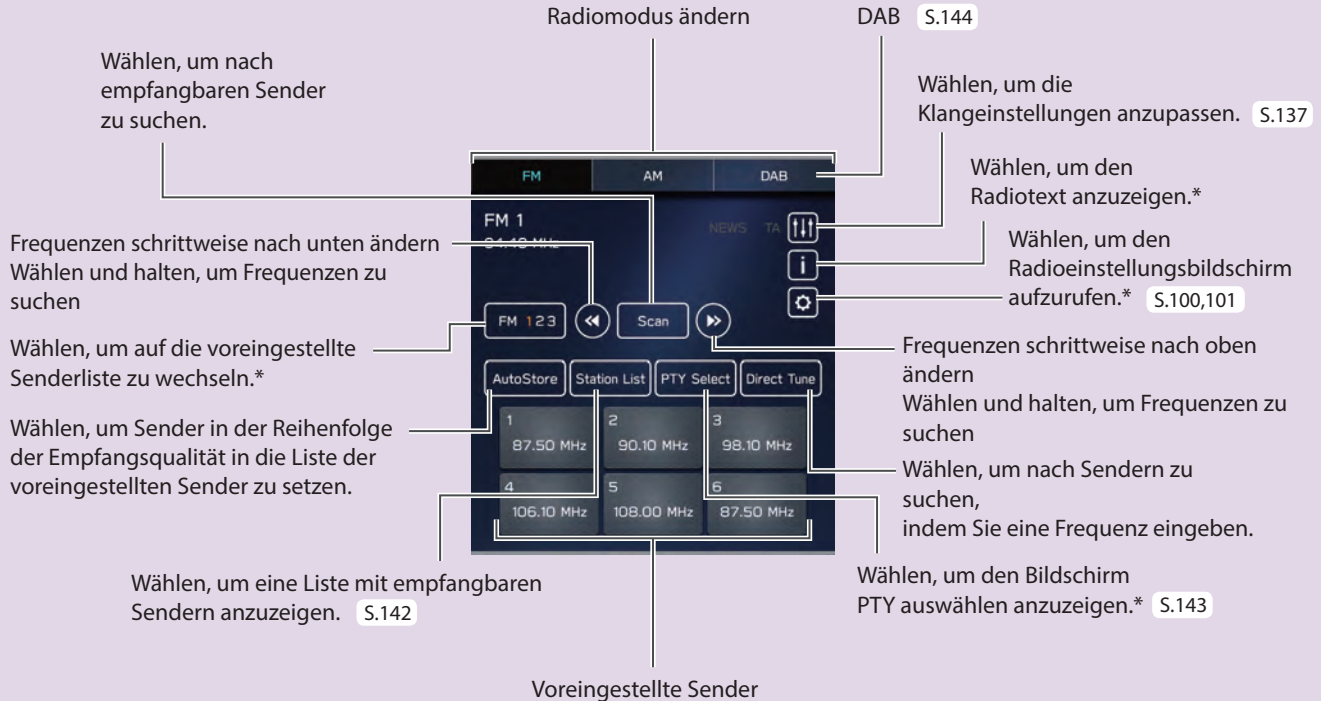 Radiomodus ändern
DAB S.144
Wählen, um nach
empfangbaren Sender
zu suchen.
Wählen, um die
Klangeinstellungen anzupassen. S.137
Wählen, um den
Radiotext anzuzeigen.*
Wählen, um den
Radioeinstellungsbildschirm
aufzurufen.* S.100,101
Frequenzen schrittweise nach unten ändern
Wählen und halten, um Frequenzen zu
suchen
Wählen, um auf die voreingestellte
Senderliste zu wechseln.*
Wählen, um Sender in der Reihenfolge
der Empfangsqualität in die Liste der
voreingestellten Sender zu setzen.
FM AM DAB
FM 1
NEWS TA
MHz
i
FM 123 Scan
AutoStore Station List PTY Select Direct Tune
1 2 3
87.50 MHz 90.10 MHz 98.10 MHz
4 5 6
106.10 MHz 108.00 MHz 87.50 MHz
Frequenzen schrittweise nach oben
ändern
Wählen und halten, um Frequenzen zu
suchen
Wählen, um nach Sendern zu
suchen,
indem Sie eine Frequenz eingeben.
Wählen, um eine Liste mit empfangbaren
Sendern anzuzeigen. S.142
Wählen, um den Bildschirm
PTY auswählen anzuzeigen.* S.143
Voreingestellte Sender